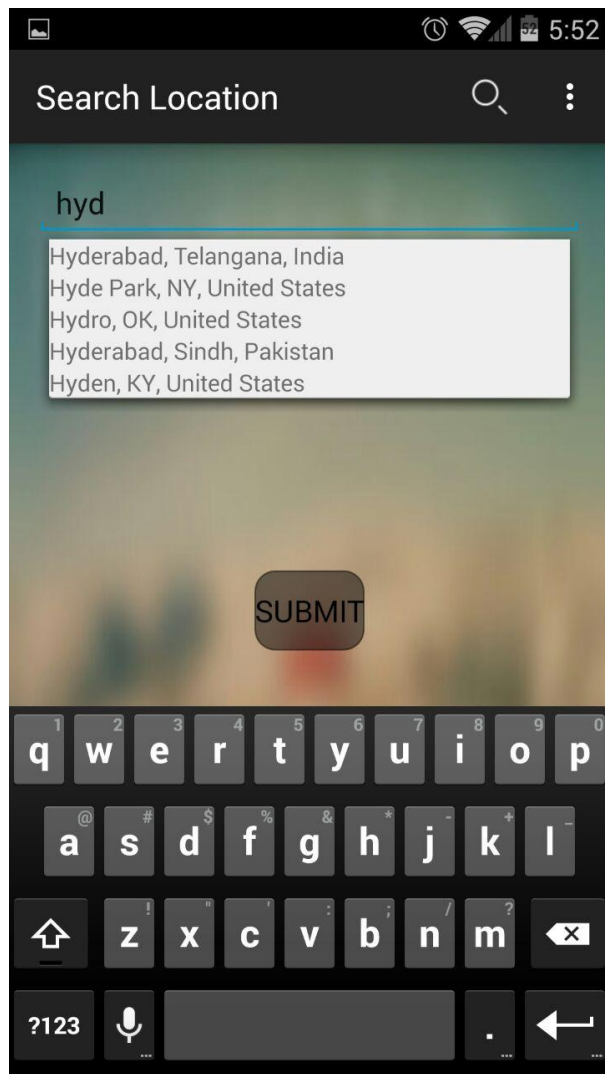 52 5:52
Search Location
hyd
Hyderabad, Telangana, India
Hyde Park, NY, United States
Hydro, OK, United States
Hyderabad, Sindh, Pakistan
Hyden, KY, United States
SUBMIT
1 2 3 4 5 6 7 8 9 0
q w e r t y u i o p
@ # $ % & * - + _
a s d f g h j k l
! " ' : ; / ?
z x c v b n m
?123 ... . ... ...